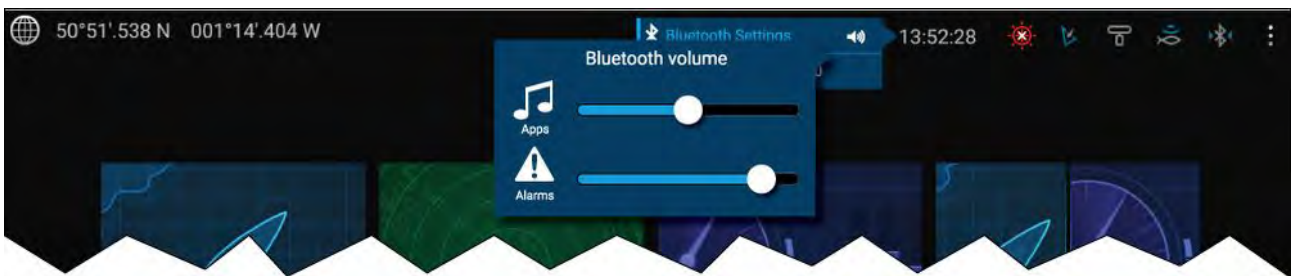 50°51'.538 N 001°14'.404 W
Bluetooth Settings
13:52:28
Bluetooth volume
Apps
Alarms